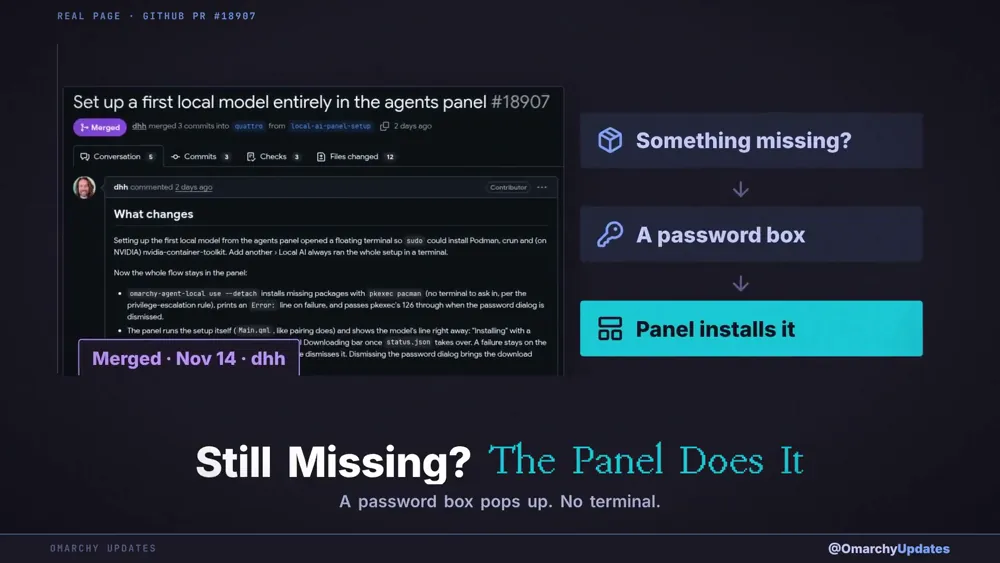 REAL PAGE · GITHUB PR #18907
Set up a first local model entirely in the agents panel #18907
Merged dhh merged 3 commits into quattro from local-ai-panel-setup 2 days ago
Conversation 5 Commits 3 Checks 3 Files changed 12
dhh commented 2 days ago Contributor ...
What changes
Setting up the first local model from the agents panel opened a floating terminal so sudo could install Podman, crun and (on
NVIDIA) nvidia-container-toolkit. Add another › Local AI always ran the whole setup in a terminal.
Now the whole flow stays in the panel:
• omarchy-agent-local use --detach installs missing packages with pkexec pacman (no terminal to ask in, per the
privilege-escalation rule), prints an Error: line on failure, and passes pkexec's 126 through when the password dialog is
dismissed.
• The panel runs the setup itself (Main.qml, like pairing does) and shows the model's line right away: "Installing" with a
Downloading bar once status.json takes over. A failure stays on the
dismisses it. Dismissing the password dialog brings the download
Merged · Nov 14 · dhh
Something missing?
A password box
Panel installs it
Still Missing? The Panel Does It
A password box pops up. No terminal.
OMARCHY UPDATES
@OmarchyUpdates